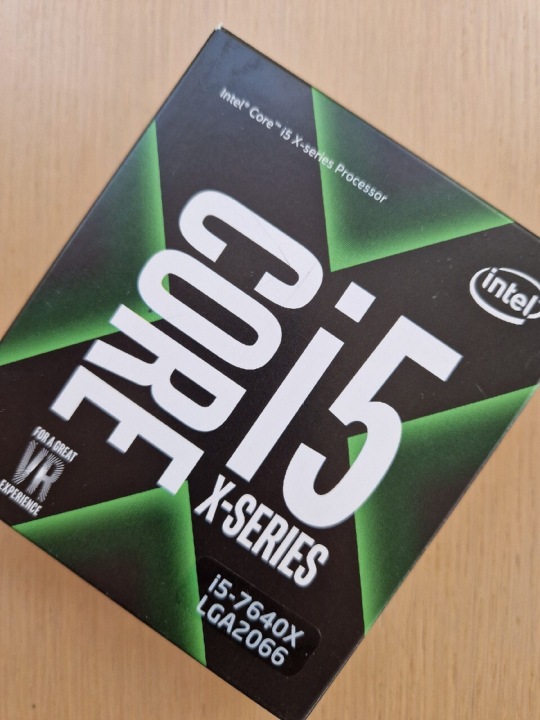 Intel® Core™ i5 X-series Processor
CORE
i5
intel
X-SERIES
FOR A GREAT
VR
EXPERIENCE
i5-7640X
LGA2066